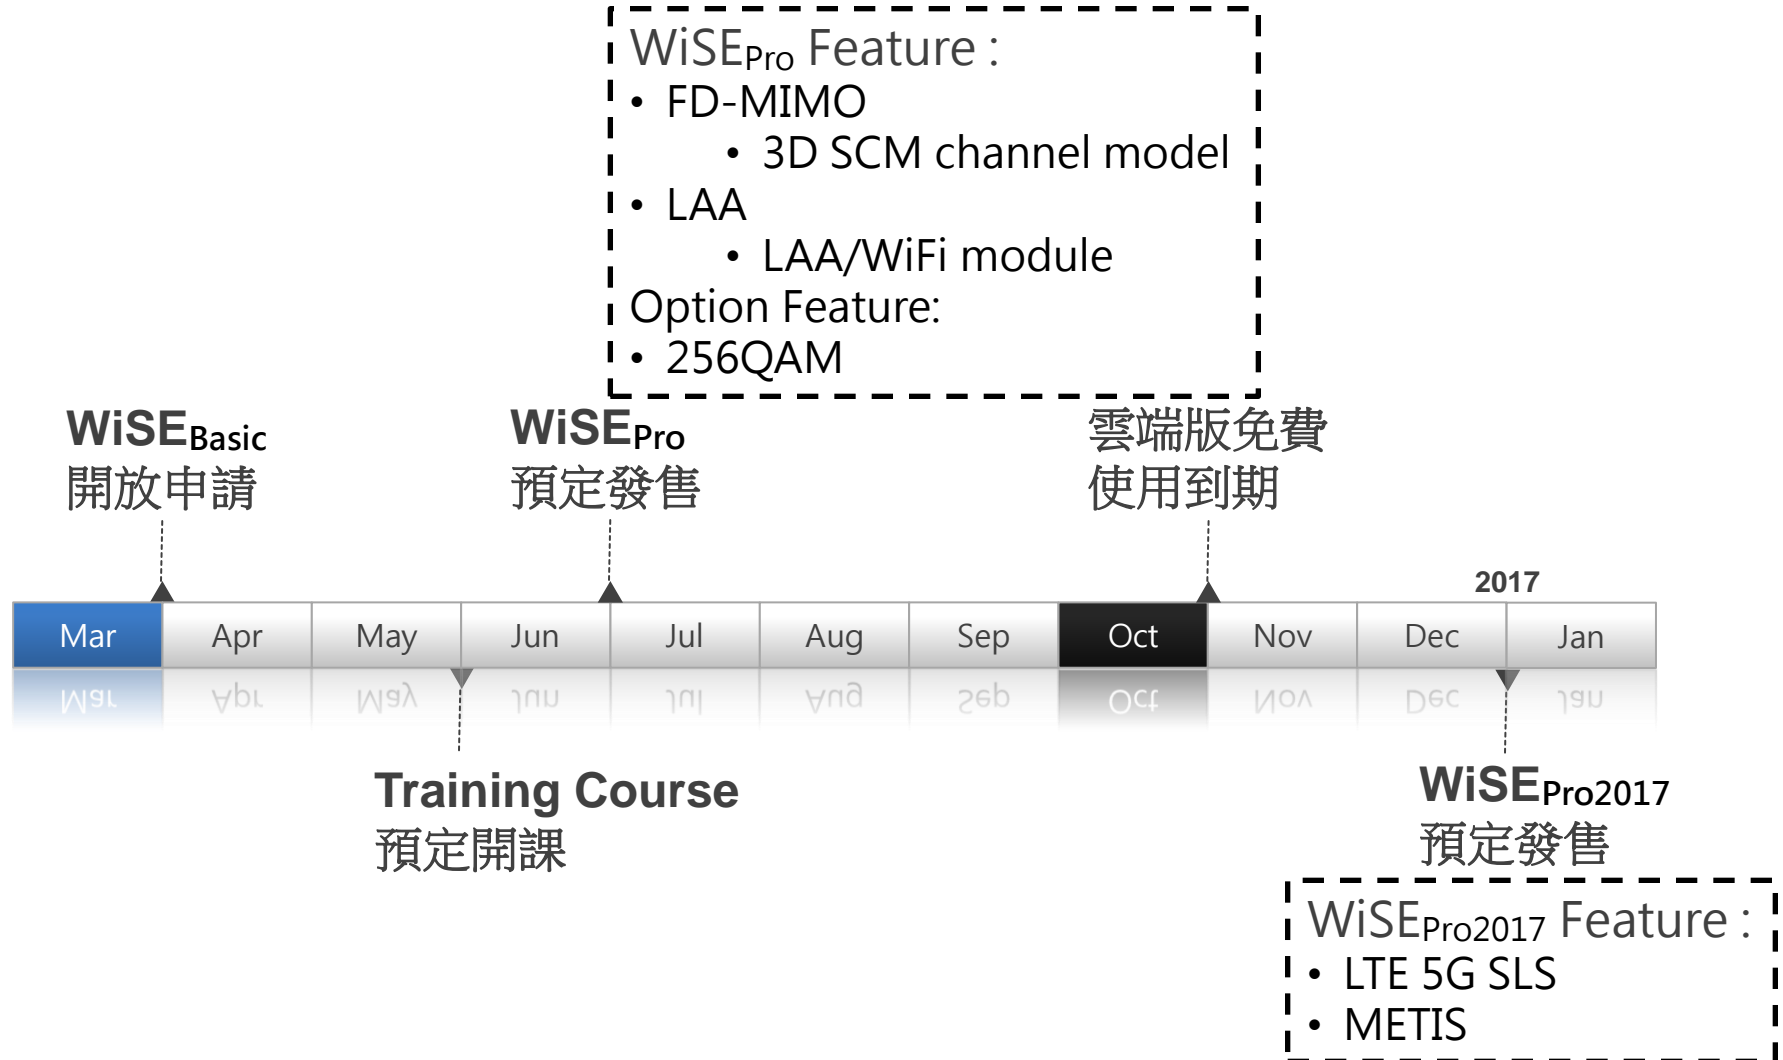 WiSEPro Feature :
• FD-MIMO
• 3D SCM channel model
• LAA
• LAA/WiFi module
Option Feature:
• 256QAM
WiSEBasic
開放申請
WiSEPro
預定發售
雲端版免費
使用到期
2017
Mar Apr May Jun Jul Aug Sep Oct Nov Dec Jan
Training Course
預定開課
WiSEPro2017
預定發售
WiSEPro2017 Feature :
• LTE 5G SLS
• METIS